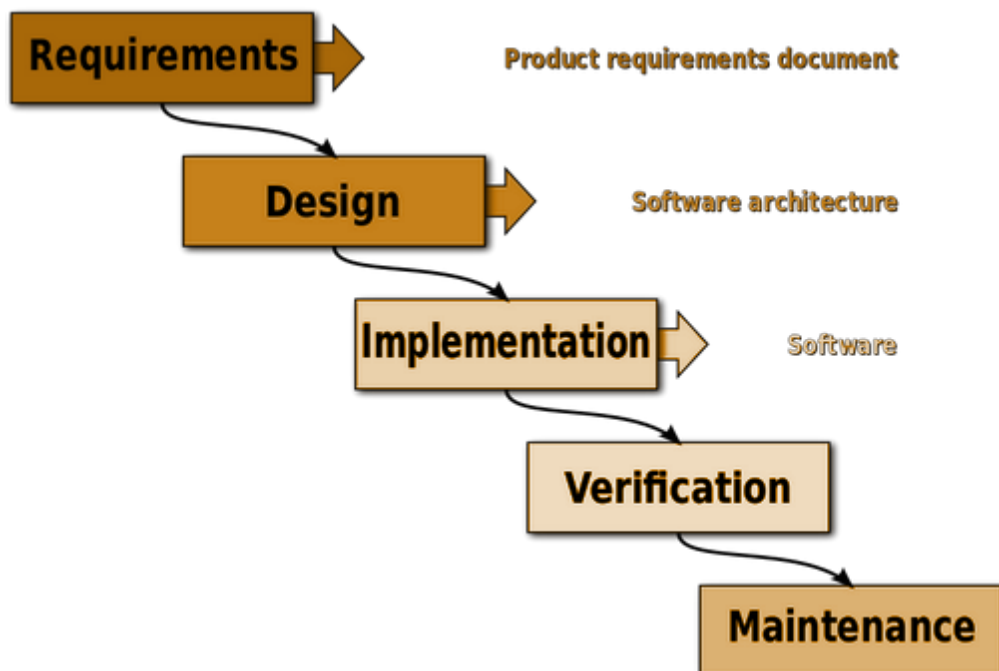 Requirements
Product requirements document
Design
Software architecture
Implementation
Software
Verification
Maintenance